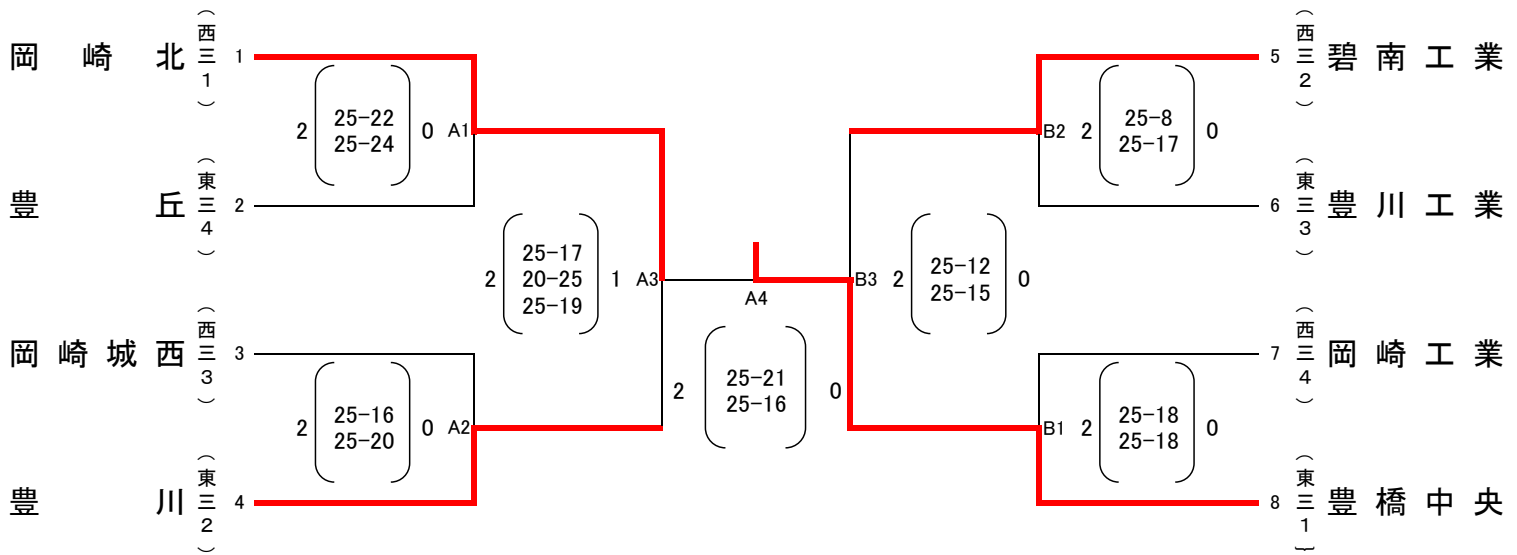 岡崎北 (西三1) 1
豊丘 (東三4) 2
岡崎城西 (西三3) 3
豊川 (東三2) 4
2 25-22 0 A1
25-24
2 25-16 0 A2
25-20
2 25-17 1 A3
20-25
25-19
A4
2 25-21 0
25-16
B3 2 25-12 0
25-15
B2 2 25-8 0
25-17
B1 2 25-18 0
25-18
5 (西三2) 碧南工業
6 (東三3) 豊川工業
7 (西三4) 岡崎工業
8 (東三1) 豊橋中央